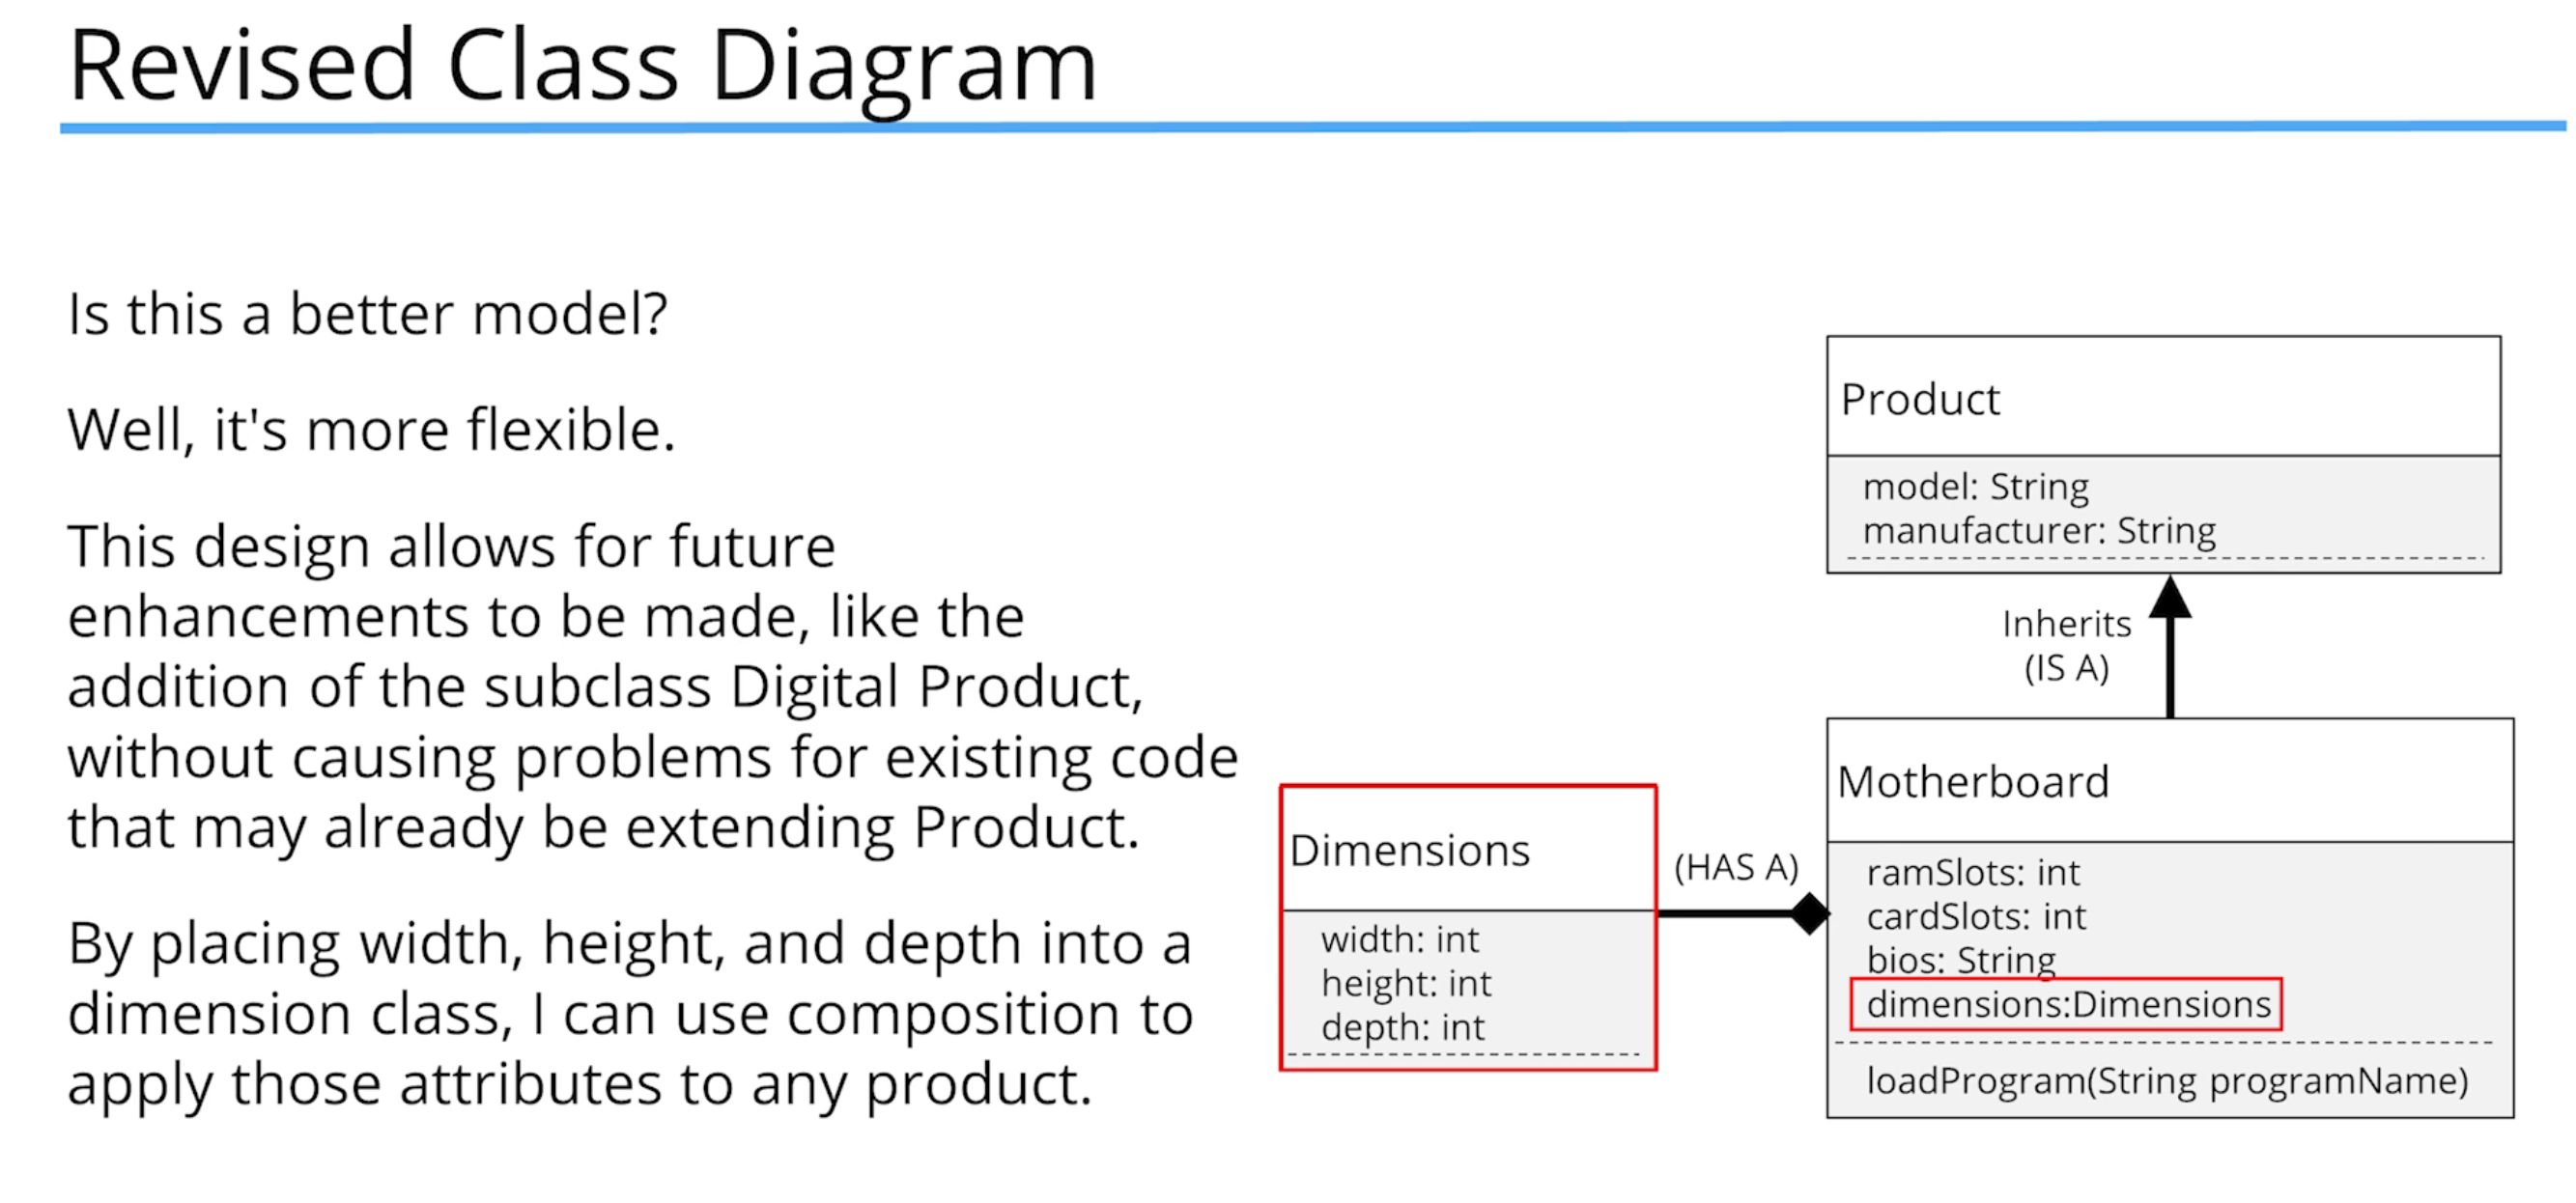 Revised Class Diagram
Is this a better model?
Well, it's more flexible.
This design allows for future
enhancements to be made, like the
addition of the subclass Digital Product,
without causing problems for existing code
that may already be extending Product.
By placing width, height, and depth into a
dimension class, I can use composition to
apply those attributes to any product.
Product
model: String
manufacturer: String
Inherits
(IS A)
Motherboard
ramSlots: int
cardSlots: int
bios: String
dimensions:Dimensions
loadProgram(String programName)
(HAS A)
Dimensions
width: int
height: int
depth: int